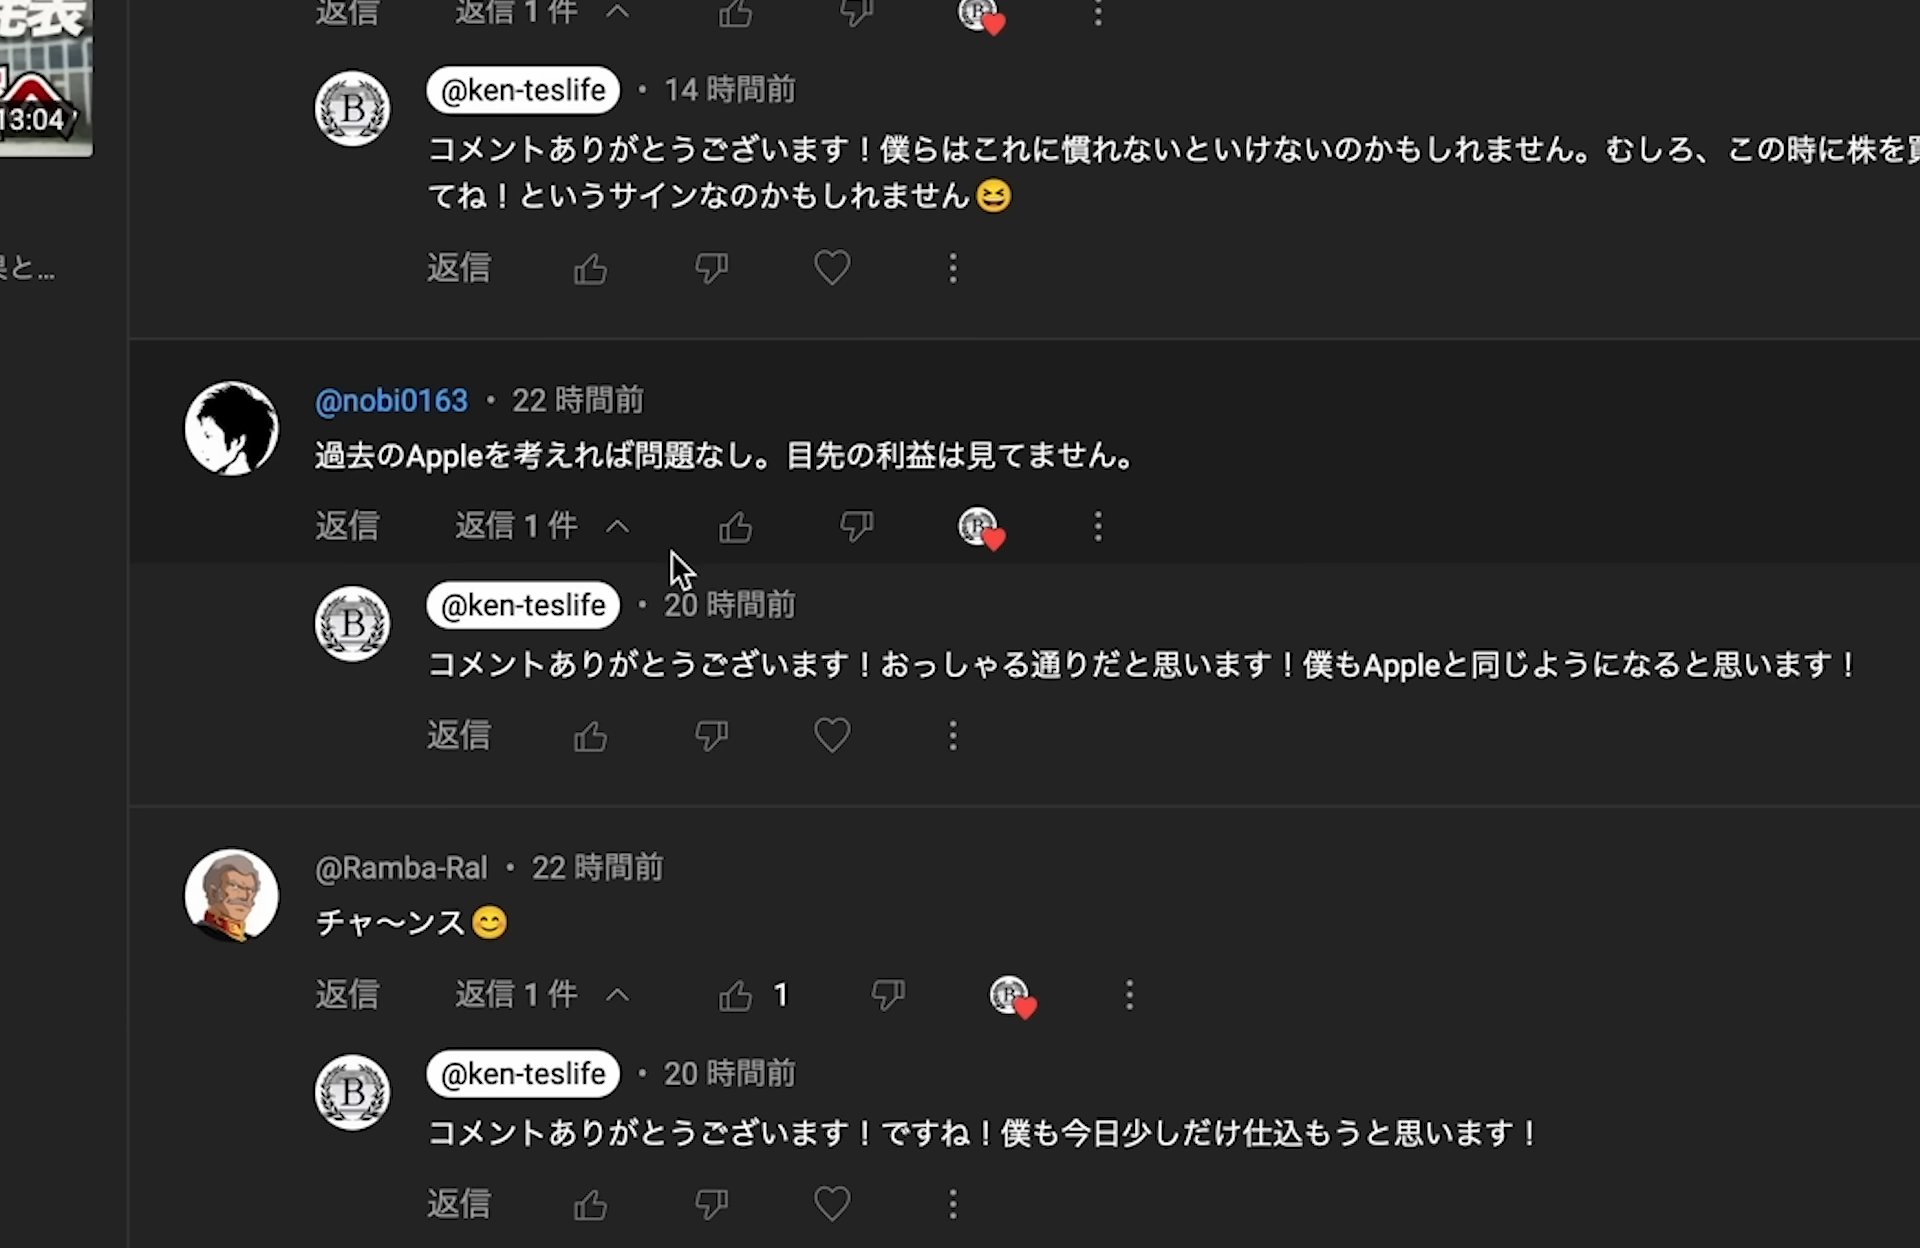 発表
13:04
返信 返信 1 件
@ken-teslife ・ 14 時間前
コメントありがとうございます！僕らはこれに慣れないといけないのかもしれません。むしろ、この時に株を買
てね！というサインなのかもしれません😆
返信
果と...
@nobi0163 ・ 22 時間前
過去のAppleを考えれば問題なし。目先の利益は見てません。
返信 返信 1 件
B
@ken-teslife ・ 20 時間前
コメントありがとうございます！おっしゃる通りだと思います！僕もAppleと同じようになると思います！
返信
@Ramba-Ral ・ 22 時間前
チャ〜ンス😊
返信 返信 1 件 1
B
@ken-teslife ・ 20 時間前
コメントありがとうございます！ですね！僕も今日少しだけ仕込もうと思います！
返信